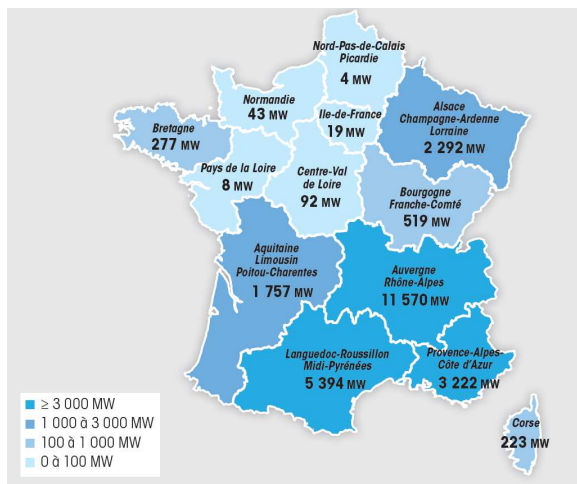 Nord-Pas-de-Calais
Picardie
4 MW
Normandie
43 MW
Ile-de-France
19 MW
Alsace
Champagne-Ardenne
Lorraine
2 292 MW
Bretagne
277 MW
Pays de la Loire
8 MW
Centre-Val
de Loire
92 MW
Bourgogne
Franche-Comté
519 MW
Aquitaine
Limousin
Poitou-Charentes
1 757 MW
Auvergne
Rhône-Alpes
11 570 MW
Languedoc-Roussillon
Midi-Pyrénées
5 394 MW
Provence-Alpes-
Côte d'Azur
3 222 MW
Corse
223 MW
≥ 3 000 MW
1 000 à 3 000 MW
100 à 1 000 MW
0 à 100 MW